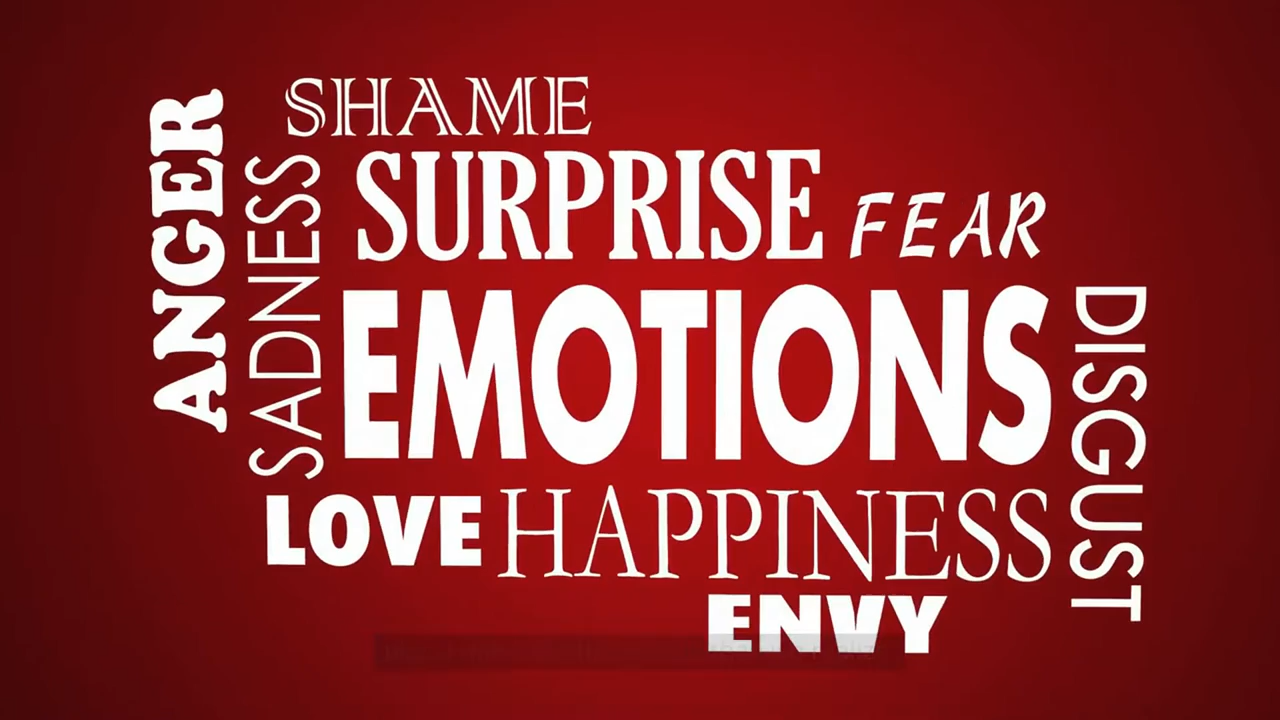 SHAME
ANGER
SADNESS
SURPRISE
FEAR
EMOTIONS
DISGUST
LOVE
HAPPINESS
ENVY